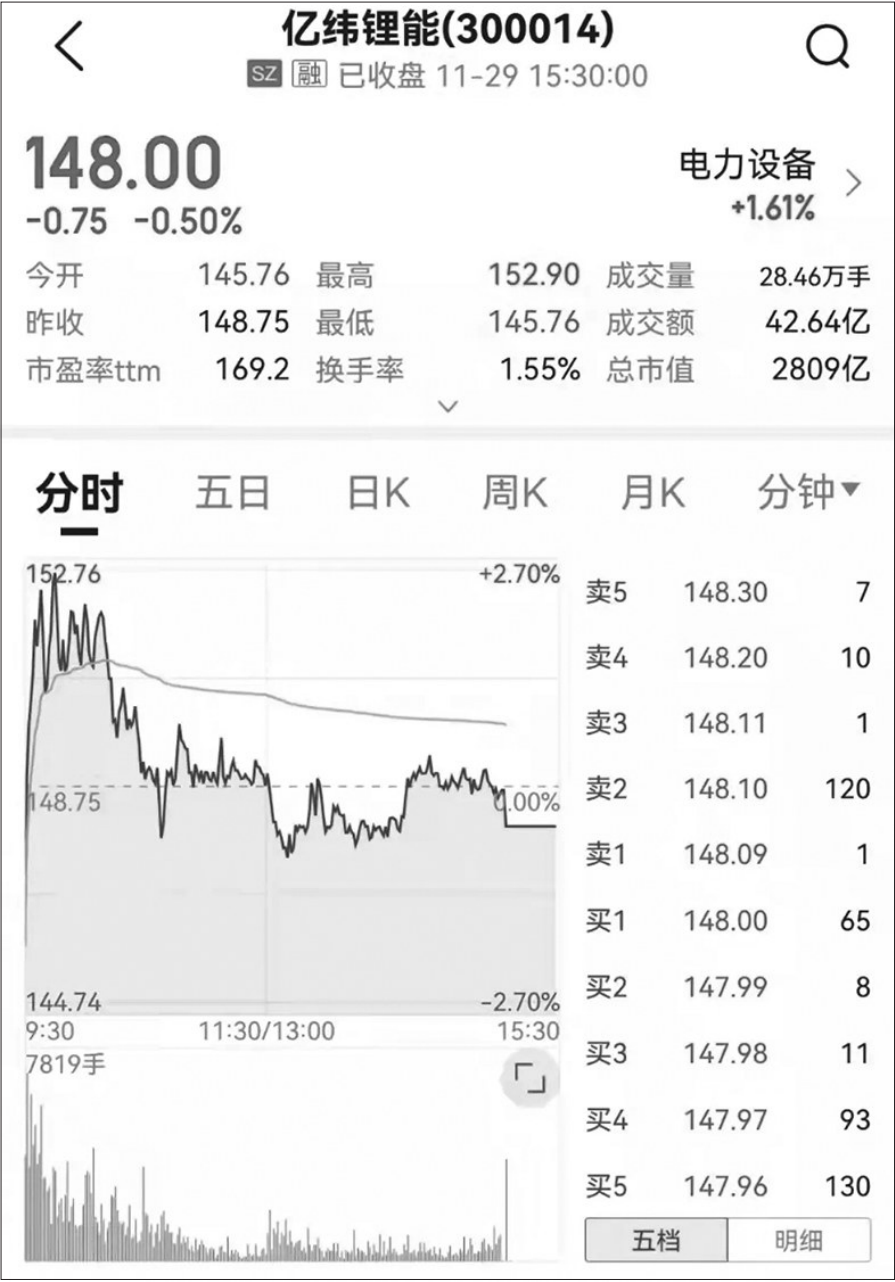 亿纬锂能(300014)
SZ 融 已收盘 11-29 15:30:00
148.00
-0.75 -0.50%
电力设备
+1.61%
今开 145.76 最高 152.90 成交量 28.46万手
昨收 148.75 最低 145.76 成交额 42.64亿
市盈率ttm 169.2 换手率 1.55% 总市值 2809亿
分时 五日 日K 周K 月K 分钟
152.76 +2.70%
148.75 0.00%
144.74 -2.70%
9:30 11:30/13:00 15:30
7819手
卖5 148.30 7
卖4 148.20 10
卖3 148.11 1
卖2 148.10 120
卖1 148.09 1
买1 148.00 65
买2 147.99 8
买3 147.98 11
买4 147.97 93
买5 147.96 130
五档 明细